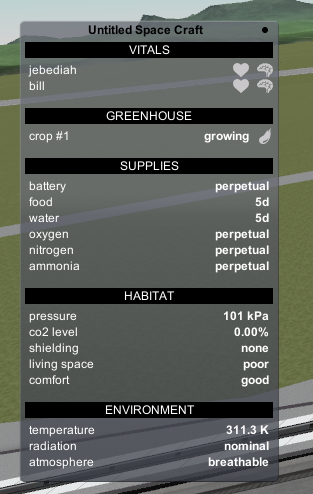 Untitled Space Craft
VITALS
jebediah
bill
GREENHOUSE
crop #1 growing
SUPPLIES
battery perpetual
food 5d
water 5d
oxygen perpetual
nitrogen perpetual
ammonia perpetual
HABITAT
pressure 101 kPa
co2 level 0.00%
shielding none
living space poor
comfort good
ENVIRONMENT
temperature 311.3 K
radiation nominal
atmosphere breathable